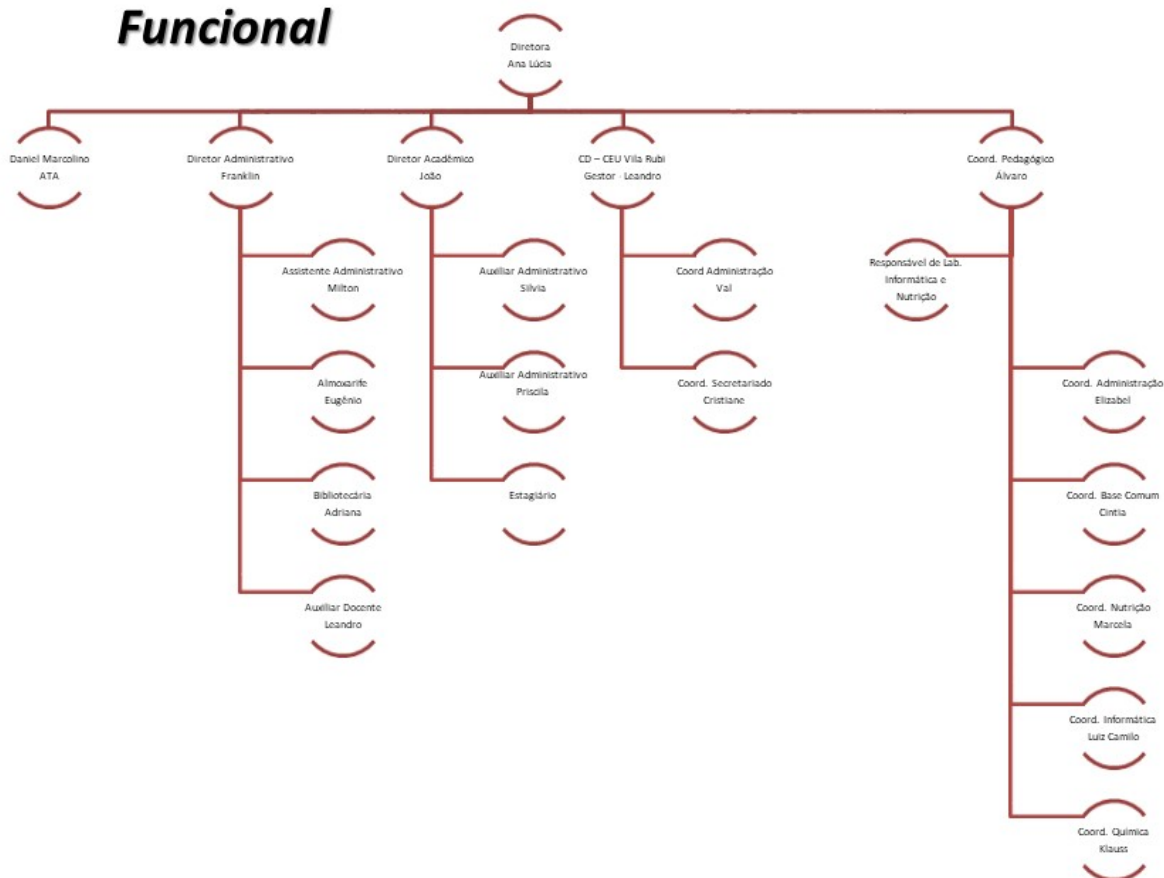 Funcional
Diretora
Ana Lúcia
Daniel Marcolino
ATA
Diretor Administrativo
Franklin
Diretor Acadêmico
João
CD – CEU Vila Rubi
Gestor - Leandro
Coord. Pedagógico
Álvaro
Assistente Administrativo
Milton
Auxiliar Administrativo
Silvia
Coord Administração
Val
Responsável de Lab.
Informática e
Nutrição
Almoxarife
Eugênio
Auxiliar Administrativo
Priscila
Coord. Secretariado
Cristiane
Coord. Administração
Elizabel
Bibliotecária
Adriana
Estagiário
Coord. Base Comum
Cintia
Auxiliar Docente
Leandro
Coord. Nutrição
Marcela
Coord. Informática
Luiz Camilo
Coord. Química
Klauss